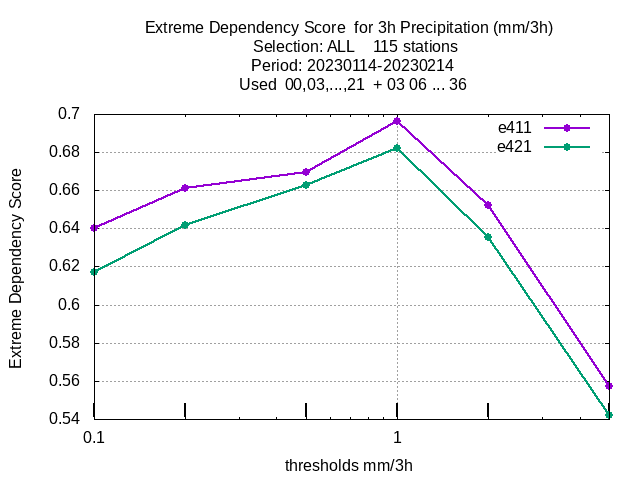 Extreme Dependency Score  for 3h Precipitation (mm/3h)
Selection: ALL    115 stations
Period: 20230114-20230214
Used  00,03,...,21  + 03 06 ... 36
0.7
0.68
0.66
0.64
0.62
0.6
0.58
0.56
0.54
Extreme Dependency Score
e411
e421
0.1
1
thresholds mm/3h